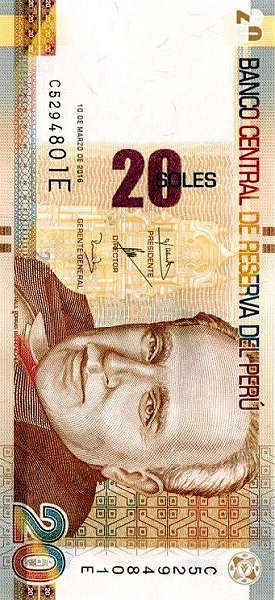 20
BANCO CENTRAL DE RESERVA DEL PERÚ
C5294801E
10 DE MARZO DE 2016
20 SOLES
PRESIDENTE
DIRECTOR
GERENTE GENERAL
20
C5294801E